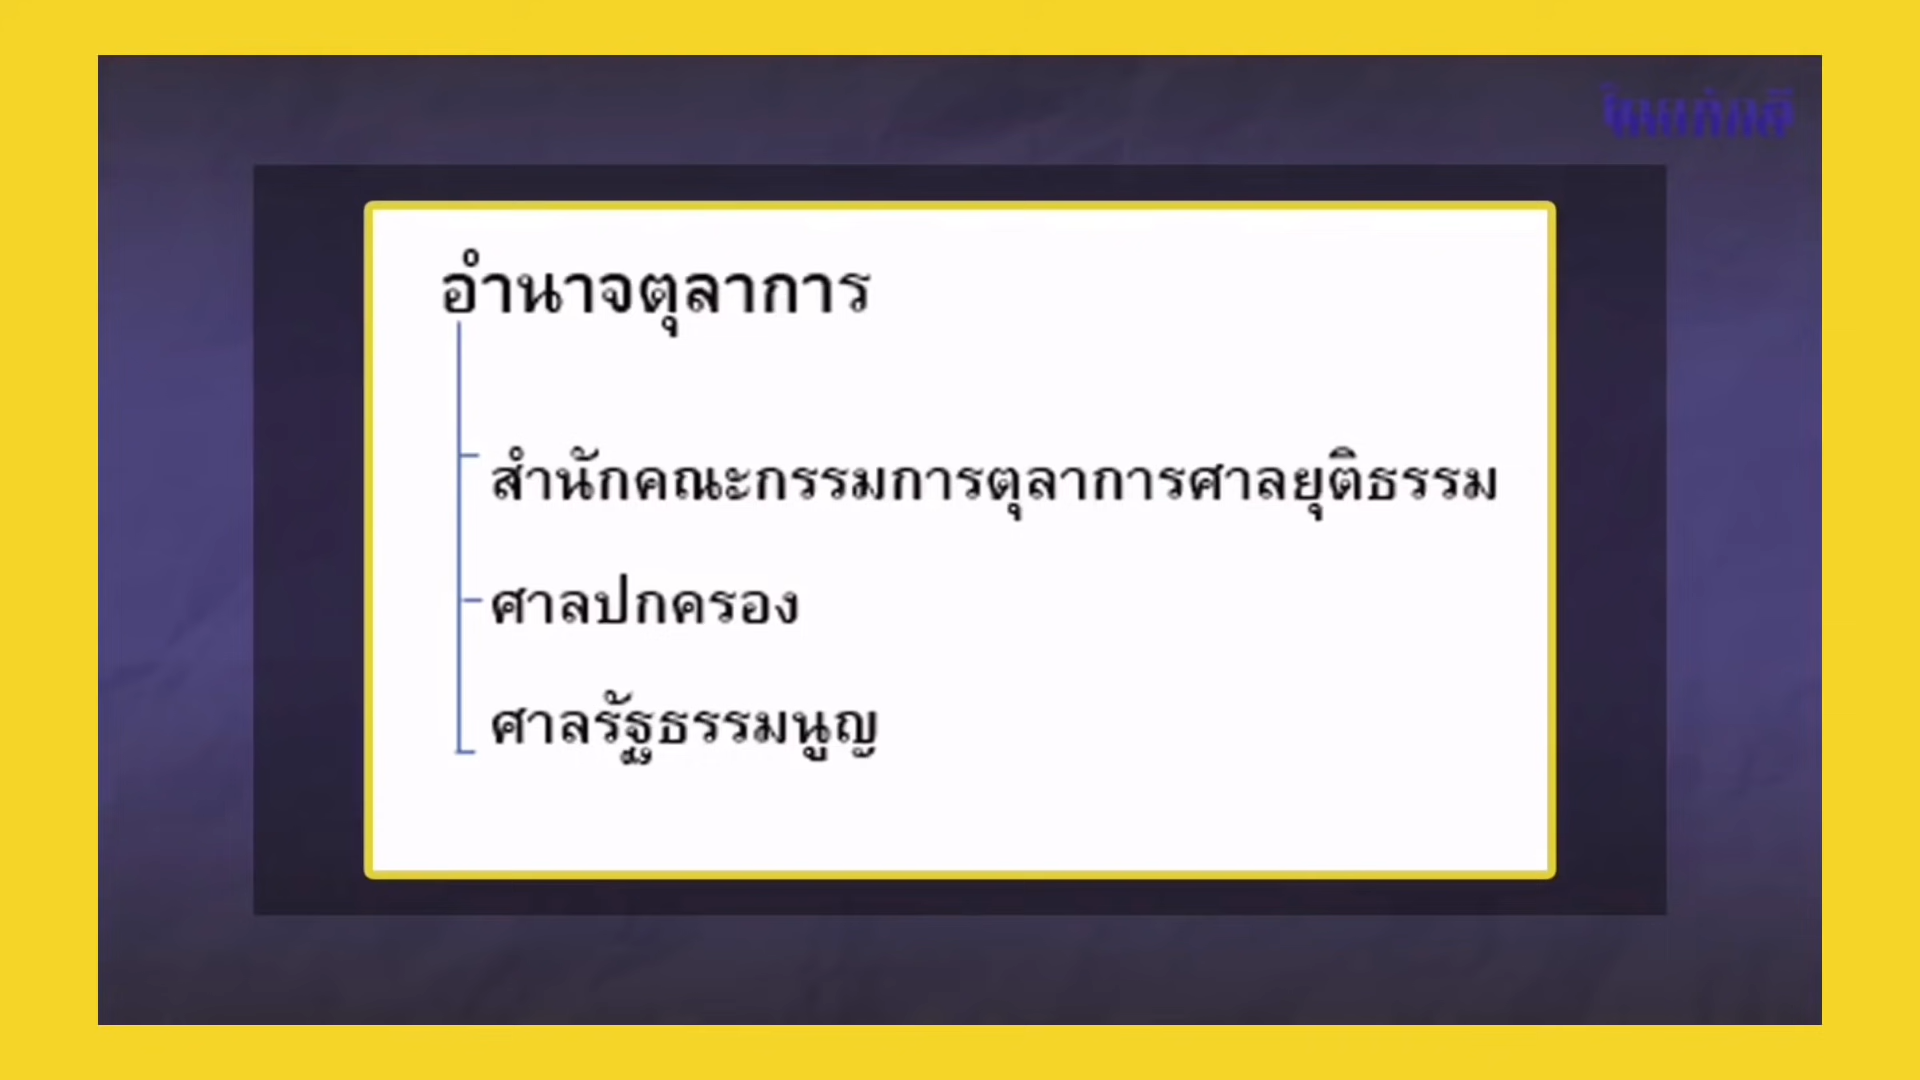 อำนาจตุลาการ
สำนักคณะกรรมการตุลาการศาลยุติธรรม
ศาลปกครอง
ศาลรัฐธรรมนูญ